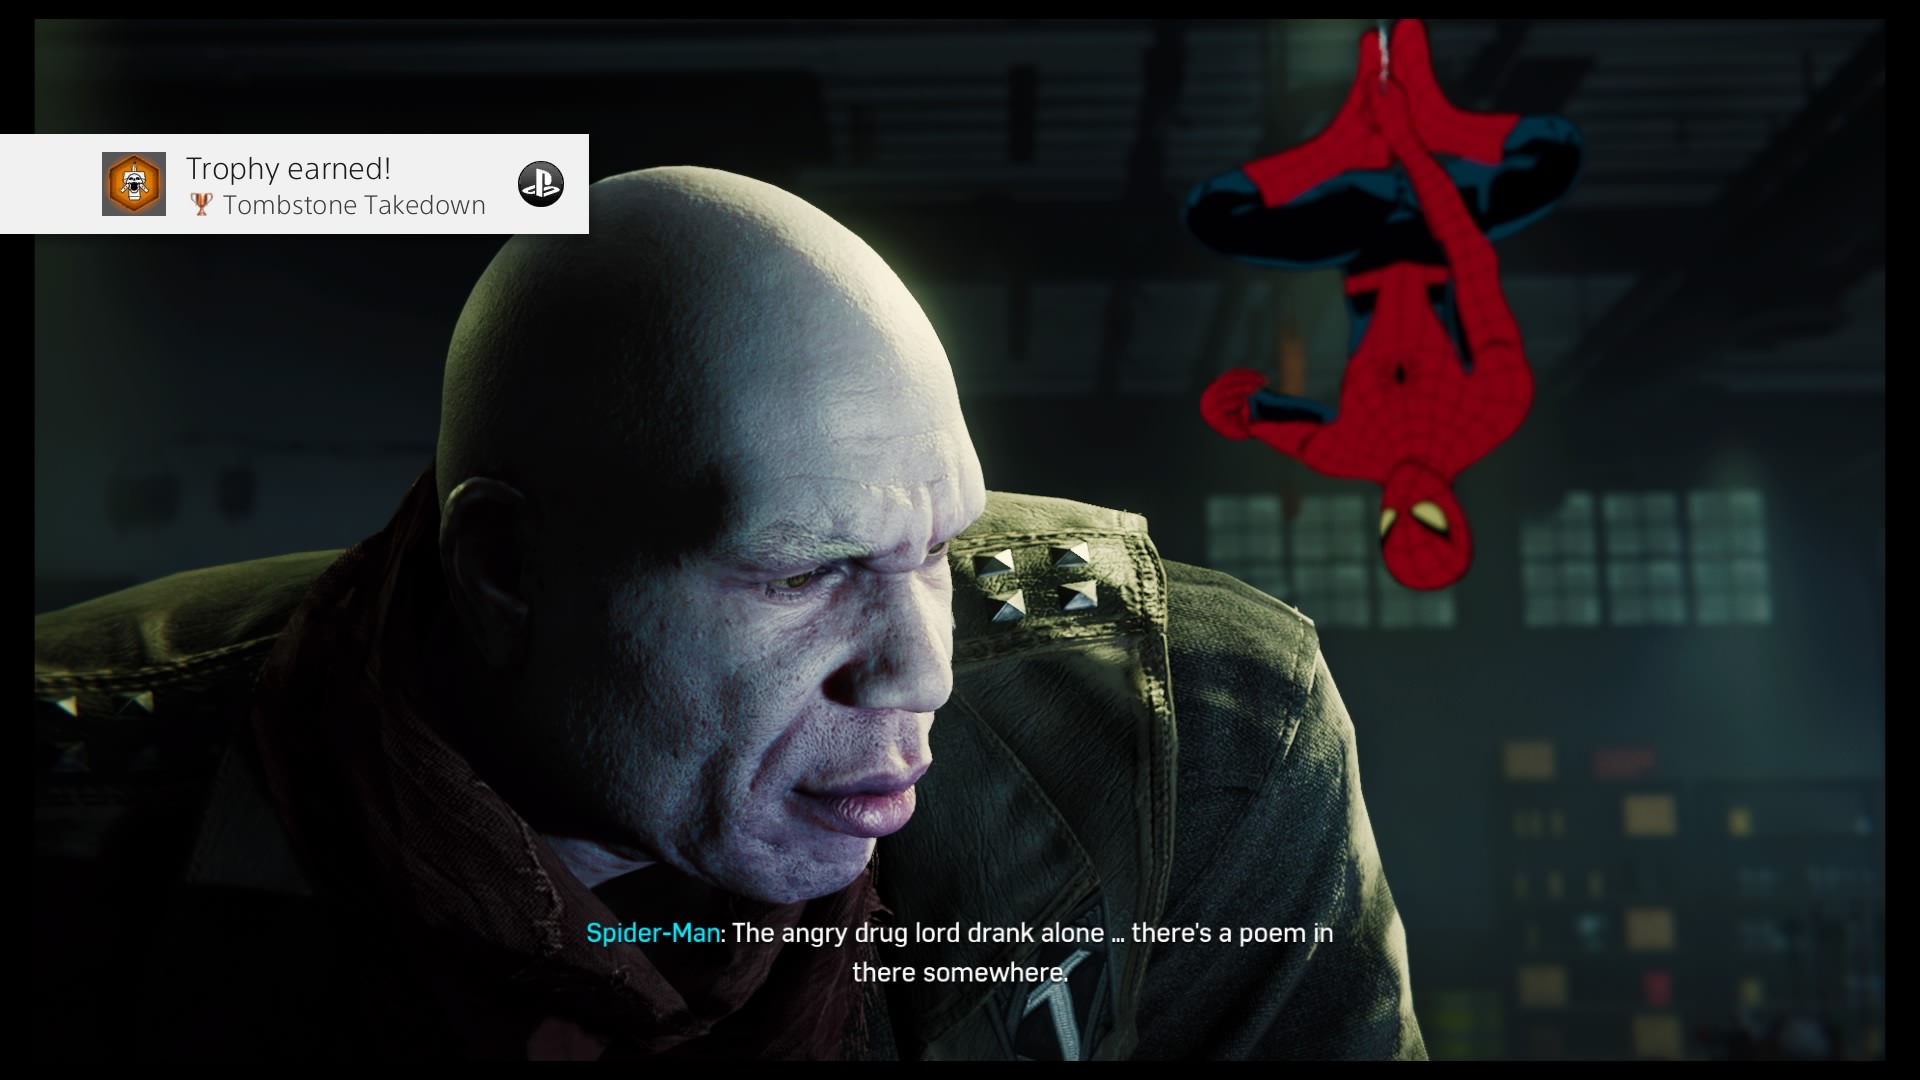 Trophy earned!
Tombstone Takedown
Spider-Man: The angry drug lord drank alone ... there's a poem in
there somewhere.